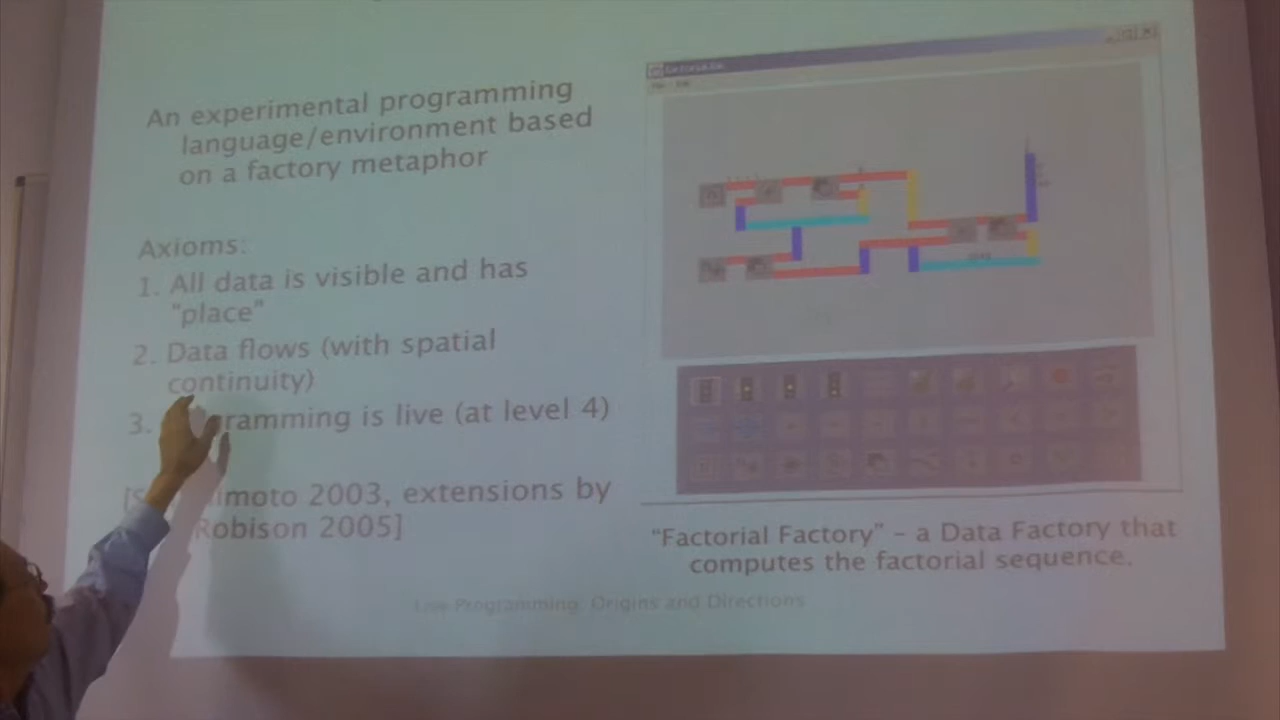 An experimental programming
language/environment based
on a factory metaphor
Axioms:
1. All data is visible and has
"place"
2. Data flows (with spatial
continuity)
3. gramming is live (at level 4)
imoto 2003, extensions by
Robison 2005]
"Factorial Factory" – a Data Factory that
computes the factorial sequence.
Live Programming: Origins and Directions